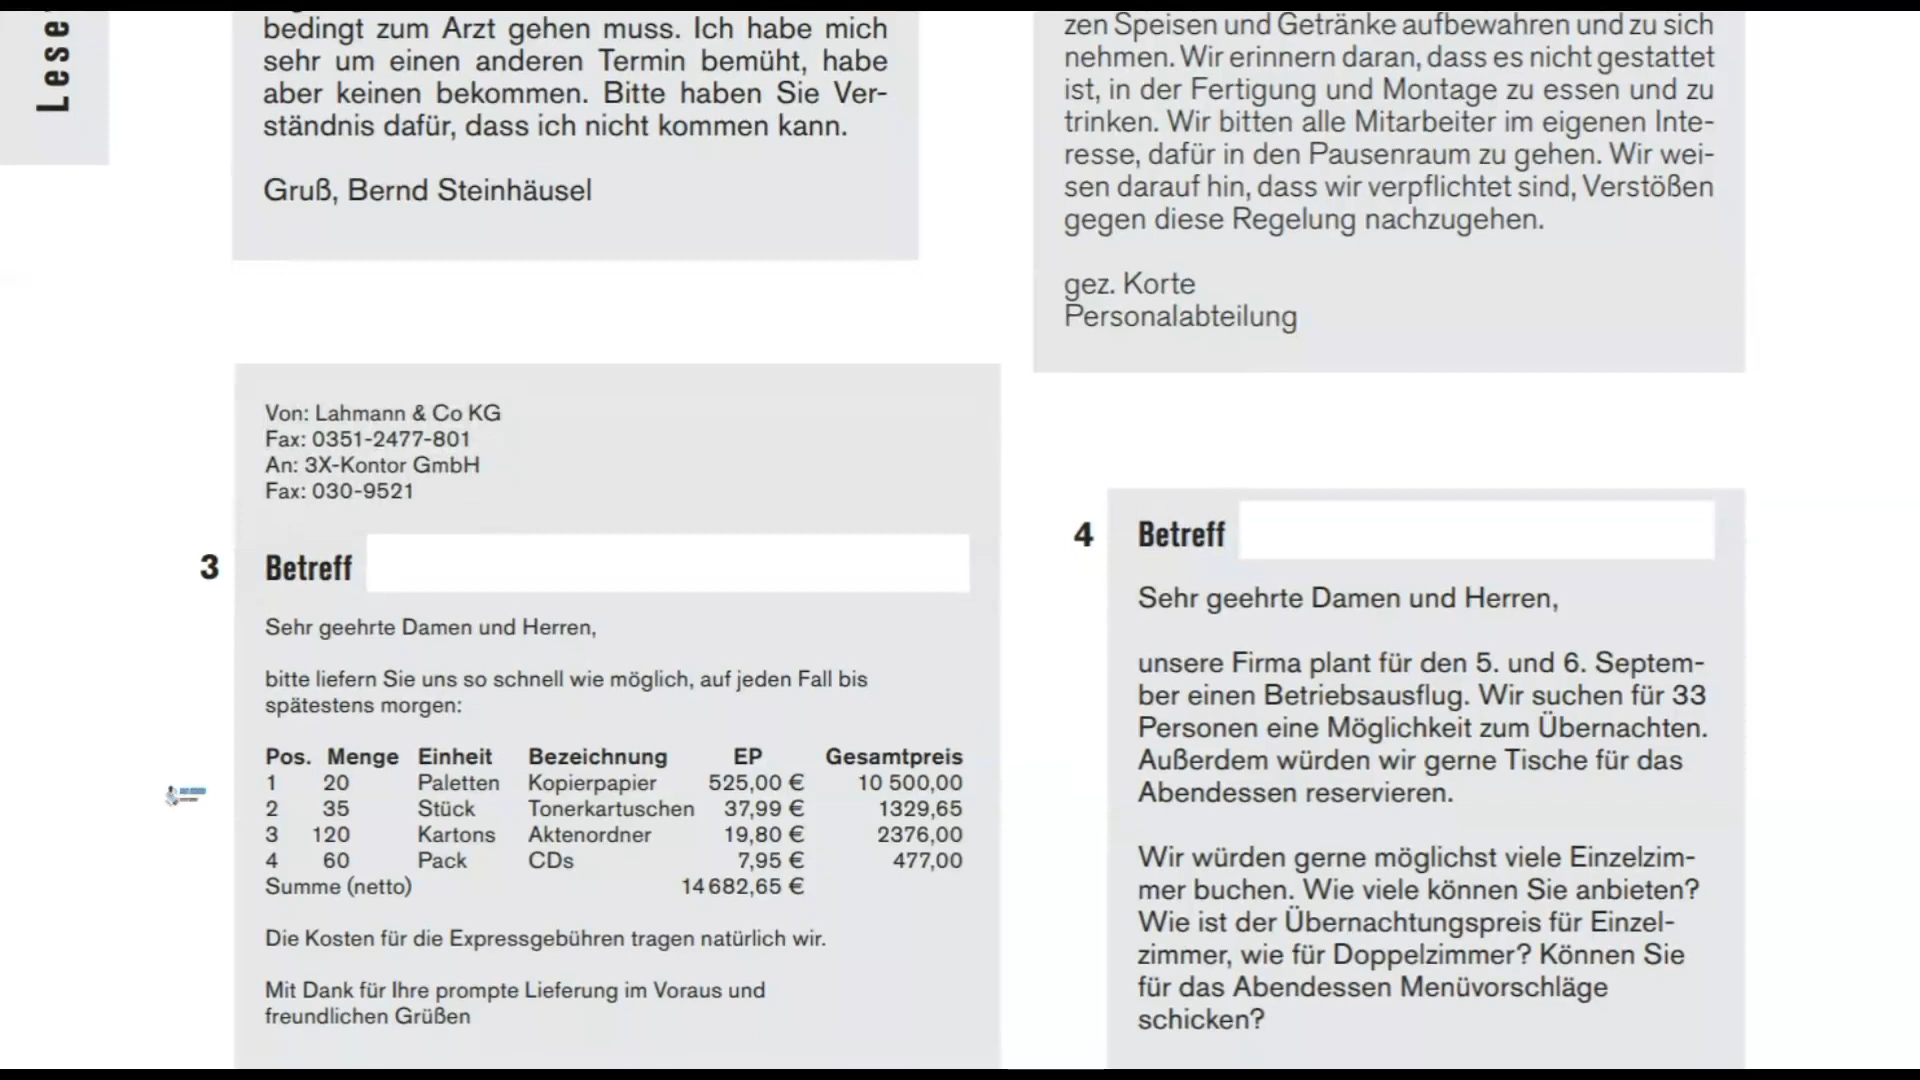 Lese
bedingt zum Arzt gehen muss. Ich habe mich
sehr um einen anderen Termin bemüht, habe
aber keinen bekommen. Bitte haben Sie Ver-
ständnis dafür, dass ich nicht kommen kann.
Gruß, Bernd Steinhäusel
zen Speisen und Getränke aufbewahren und zu sich
nehmen. Wir erinnern daran, dass es nicht gestattet
ist, in der Fertigung und Montage zu essen und zu
trinken. Wir bitten alle Mitarbeiter im eigenen Inte-
resse, dafür in den Pausenraum zu gehen. Wir wei-
sen darauf hin, dass wir verpflichtet sind, Verstößen
gegen diese Regelung nachzugehen.
gez. Korte
Personalabteilung
Von: Lahmann & Co KG
Fax: 0351-2477-801
An: 3X-Kontor GmbH
Fax: 030-9521
3 Betreff
Sehr geehrte Damen und Herren,
bitte liefern Sie uns so schnell wie möglich, auf jeden Fall bis
spätestens morgen:
Pos. Menge Einheit Bezeichnung EP Gesamtpreis
1 20 Paletten Kopierpapier 525,00 € 10 500,00
2 35 Stück Tonerkartuschen 37,99 € 1329,65
3 120 Kartons Aktenordner 19,80 € 2376,00
4 60 Pack CDs 7,95 € 477,00
Summe (netto) 14 682,65 €
Die Kosten für die Expressgebühren tragen natürlich wir.
Mit Dank für Ihre prompte Lieferung im Voraus und
freundlichen Grüßen
4 Betreff
Sehr geehrte Damen und Herren,
unsere Firma plant für den 5. und 6. Septem-
ber einen Betriebsausflug. Wir suchen für 33
Personen eine Möglichkeit zum Übernachten.
Außerdem würden wir gerne Tische für das
Abendessen reservieren.
Wir würden gerne möglichst viele Einzelzim-
mer buchen. Wie viele können Sie anbieten?
Wie ist der Übernachtungspreis für Einzel-
zimmer, wie für Doppelzimmer? Können Sie
für das Abendessen Menüvorschläge
schicken?